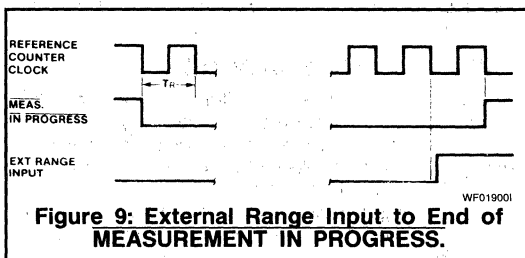 REFERENCE
COUNTER
CLOCK
TR
MEAS.
IN PROGRESS
EXT RANGE
INPUT
WF01900I
Figure 9: External Range Input to End of
MEASUREMENT IN PROGRESS.